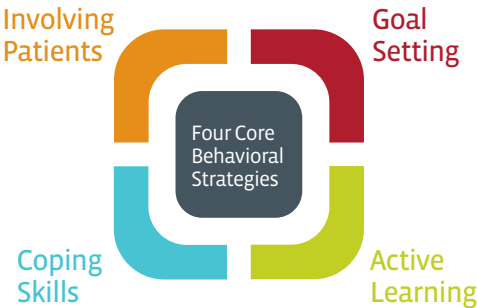 Involving
Patients
Goal
Setting
Four Core
Behavioral
Strategies
Coping
Skills
Active
Learning